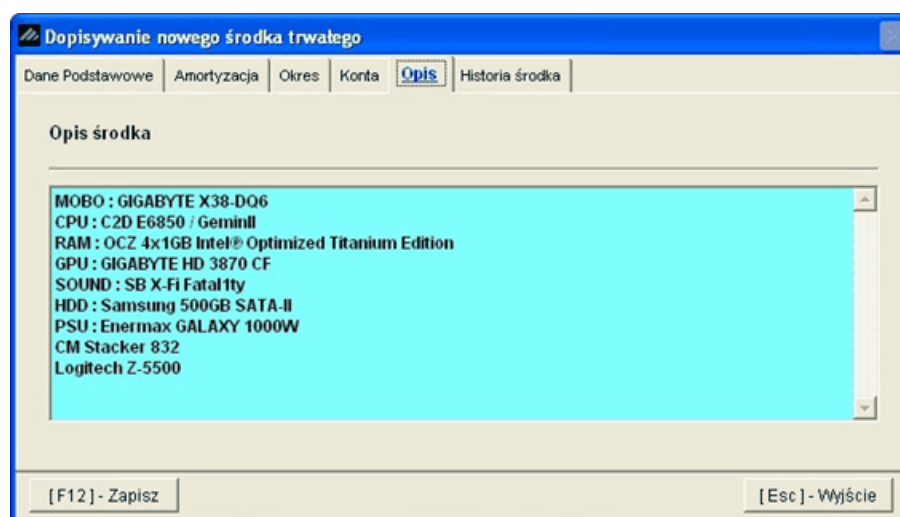 Dopisywanie nowego środka trwałego
Dane Podstawowe Amortyzacja Okres Konta Opis Historia środka
Opis środka
MOBO : GIGABYTE X38-DQ6
CPU : C2D E6850 / GeminII
RAM : OCZ 4x1GB Intel® Optimized Titanium Edition
GPU : GIGABYTE HD 3870 CF
SOUND : SB X-Fi Fatal1ty
HDD : Samsung 500GB SATA-II
PSU : Enermax GALAXY 1000W
CM Stacker 832
Logitech Z-5500
[F12] - Zapisz [Esc] - Wyjście